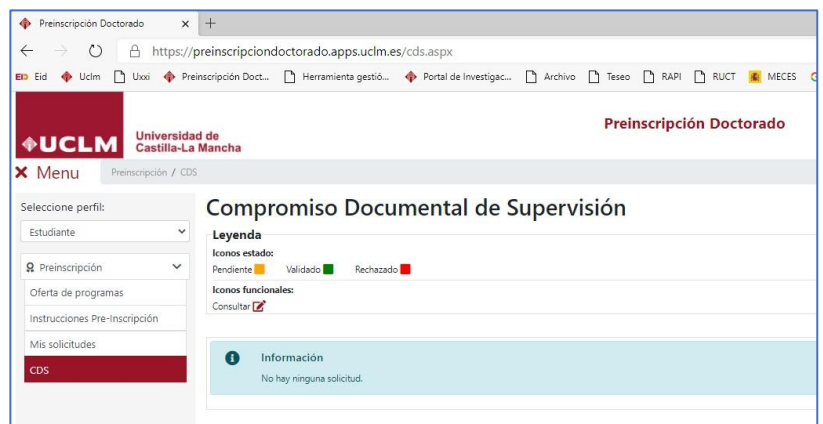 Preinscripción Doctorado
https://preinscripciondoctorado.apps.uclm.es/cds.aspx
EID Eid Uclm Uxxi Preinscripción Doct... Herramienta gestió... Portal de Investigac... Archivo Teseo RAPI RUCT MECES
Preinscripción Doctorado
UCLM Universidad de
Castilla-La Mancha
Menu Preinscripción / CDS
Seleccione perfil:
Estudiante
Preinscripción
Oferta de programas
Instrucciones Pre-Inscripción
Mis solicitudes
CDS
Compromiso Documental de Supervisión
Leyenda
Iconos estado:
Pendiente Validado Rechazado
Iconos funcionales:
Consultar
Información
No hay ninguna solicitud.